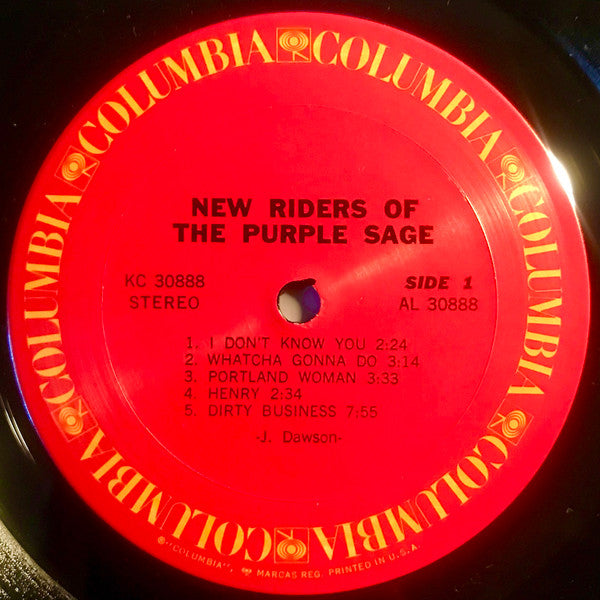 COLUMBIA COLUMBIA COLUMBIA COLUMBIA COLUMBIA COLUMBIA
NEW RIDERS OF
THE PURPLE SAGE
KC 30888
STEREO
SIDE 1
AL 30888
1. I DON'T KNOW YOU 2:24
2. WHATCHA GONNA DO 3:14
3. PORTLAND WOMAN 3:33
4. HENRY 2:34
5. DIRTY BUSINESS 7:55
-J. Dawson-
®"COLUMBIA", MARCAS REG. PRINTED IN U.S.A.